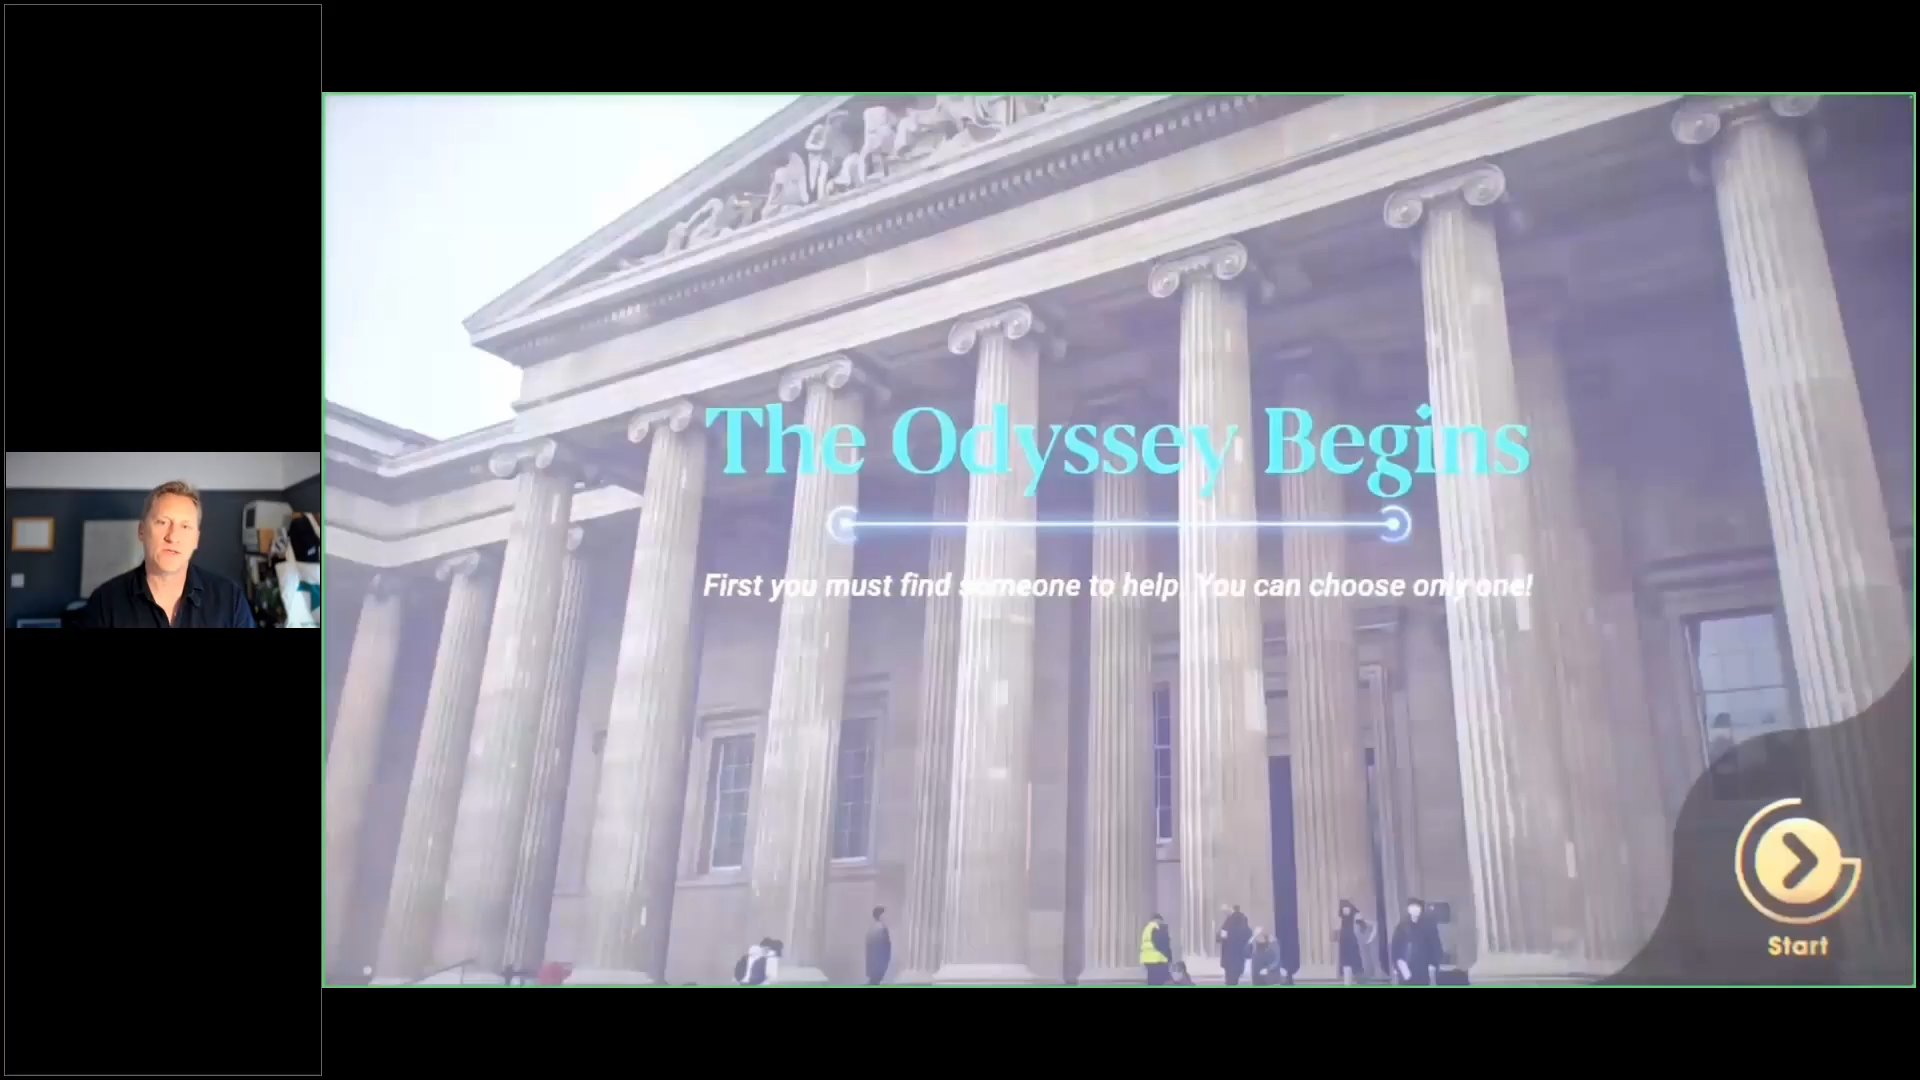 The Odyssey Begins
First you must find someone to help. You can choose only one!
Start